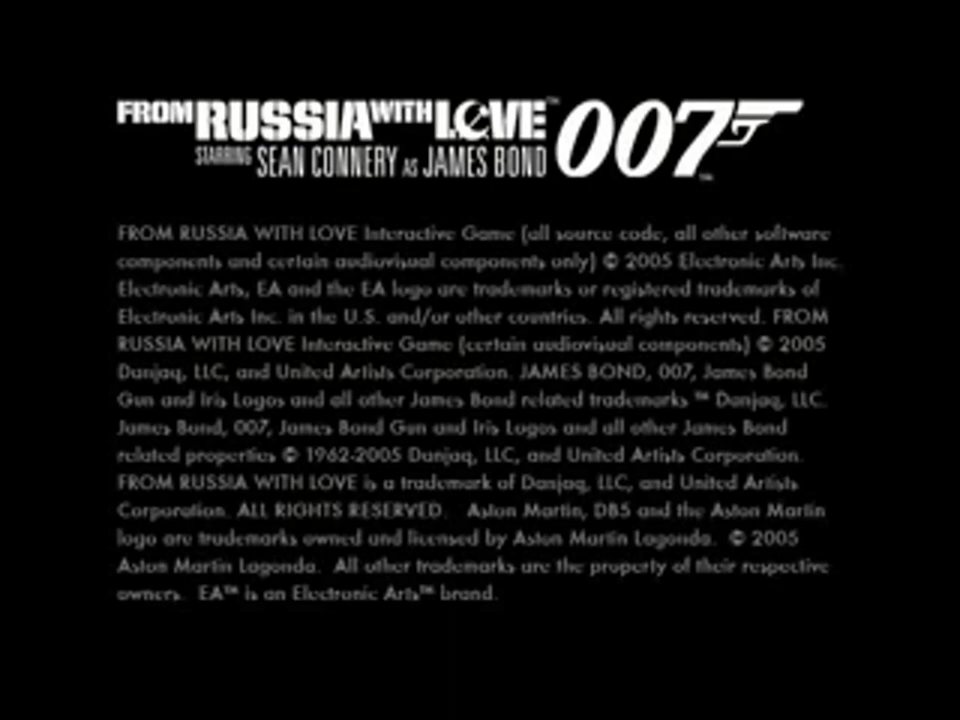 FROM RUSSIA WITH LOVE™ 007™
STARRING SEAN CONNERY AS JAMES BOND
FROM RUSSIA WITH LOVE Interactive Game (all source code, all other software
components and certain audiovisual components only) © 2005 Electronic Arts Inc.
Electronic Arts, EA and the EA logo are trademarks or registered trademarks of
Electronic Arts Inc. in the U.S. and/or other countries. All rights reserved. FROM
RUSSIA WITH LOVE Interactive Game (certain audiovisual components) © 2005
Danjaq, LLC, and United Artists Corporation. JAMES BOND, 007, James Bond
Gun and Iris Logos and all other James Bond related trademarks ™ Danjaq, LLC.
James Bond, 007, James Bond Gun and Iris Logos and all other James Bond
related properties © 1962-2005 Danjaq, LLC, and United Artists Corporation.
FROM RUSSIA WITH LOVE is a trademark of Danjaq, LLC, and United Artists
Corporation. ALL RIGHTS RESERVED. Aston Martin, DB5 and the Aston Martin
logo are trademarks owned and licensed by Aston Martin Lagonda. © 2005
Aston Martin Lagonda. All other trademarks are the property of their respective
owners. EA™ is an Electronic Arts™ brand.